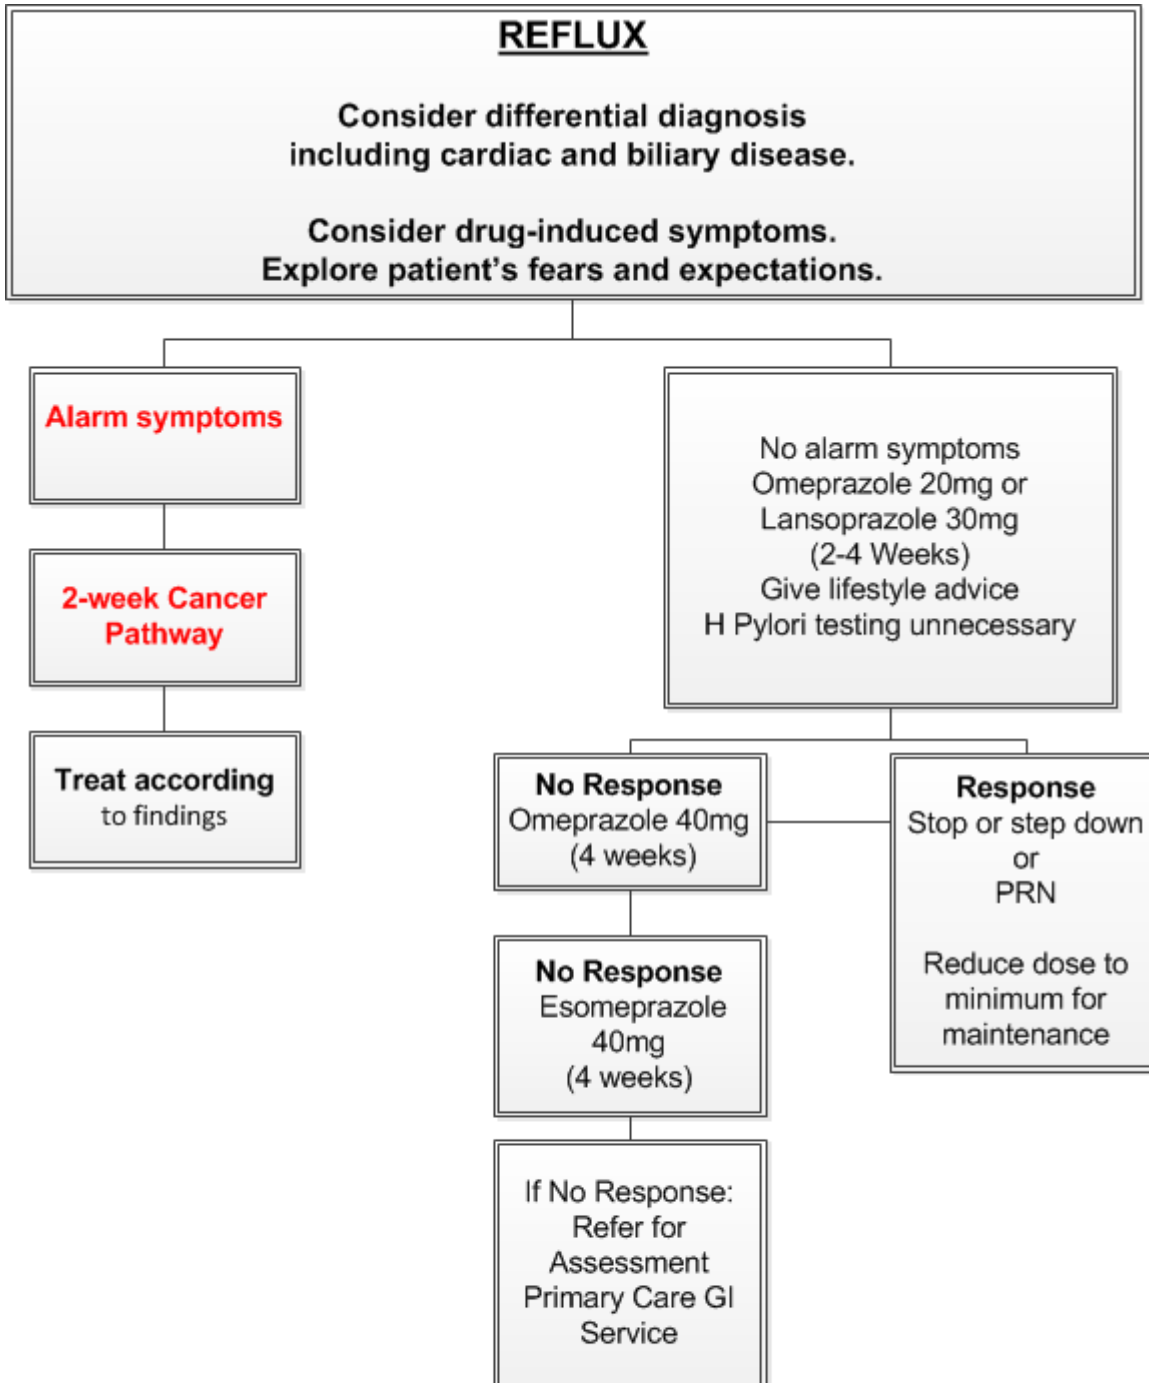 REFLUX
Consider differential diagnosis
including cardiac and biliary disease.
Consider drug-induced symptoms.
Explore patient's fears and expectations.
Alarm symptoms
2-week Cancer
Pathway
Treat according
to findings
No alarm symptoms
Omeprazole 20mg or
Lansoprazole 30mg
(2-4 Weeks)
Give lifestyle advice
H Pylori testing unnecessary
No Response
Omeprazole 40mg
(4 weeks)
Response
Stop or step down
or
PRN
Reduce dose to
minimum for
maintenance
No Response
Esomeprazole
40mg
(4 weeks)
If No Response:
Refer for
Assessment
Primary Care GI
Service